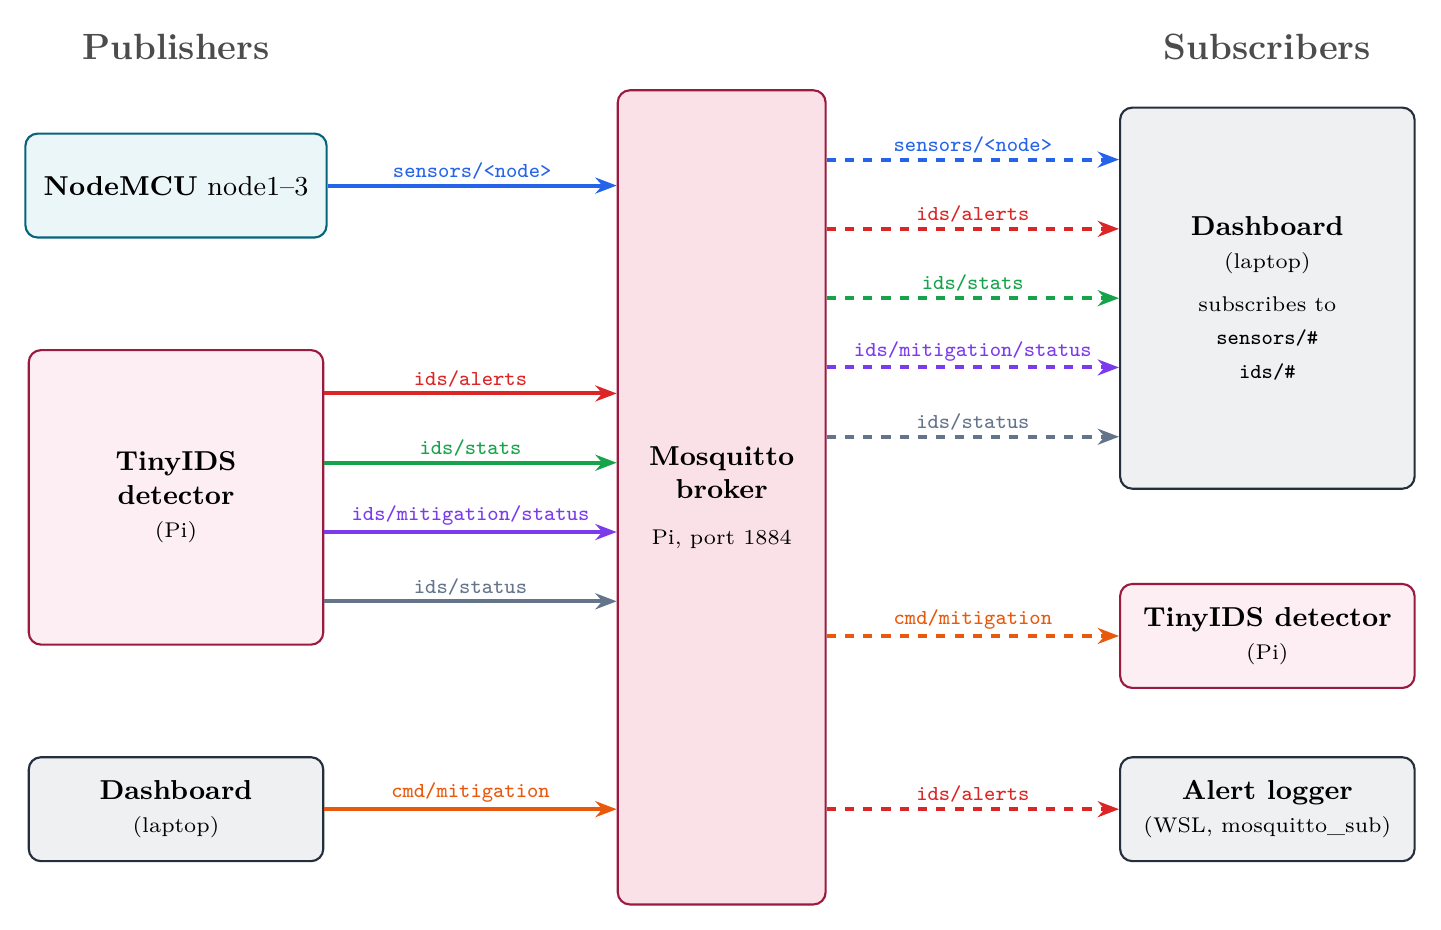 Publishers
Subscribers
NodeMCU node1–3
sensors/<node>
TinyIDS
detector
(Pi)
ids/alerts
ids/stats
ids/mitigation/status
ids/status
Dashboard
(laptop)
cmd/mitigation
Mosquitto
broker
Pi, port 1884
sensors/<node>
ids/alerts
ids/stats
ids/mitigation/status
ids/status
Dashboard
(laptop)
subscribes to
sensors/#
ids/#
cmd/mitigation
TinyIDS detector
(Pi)
ids/alerts
Alert logger
(WSL, mosquitto_sub)